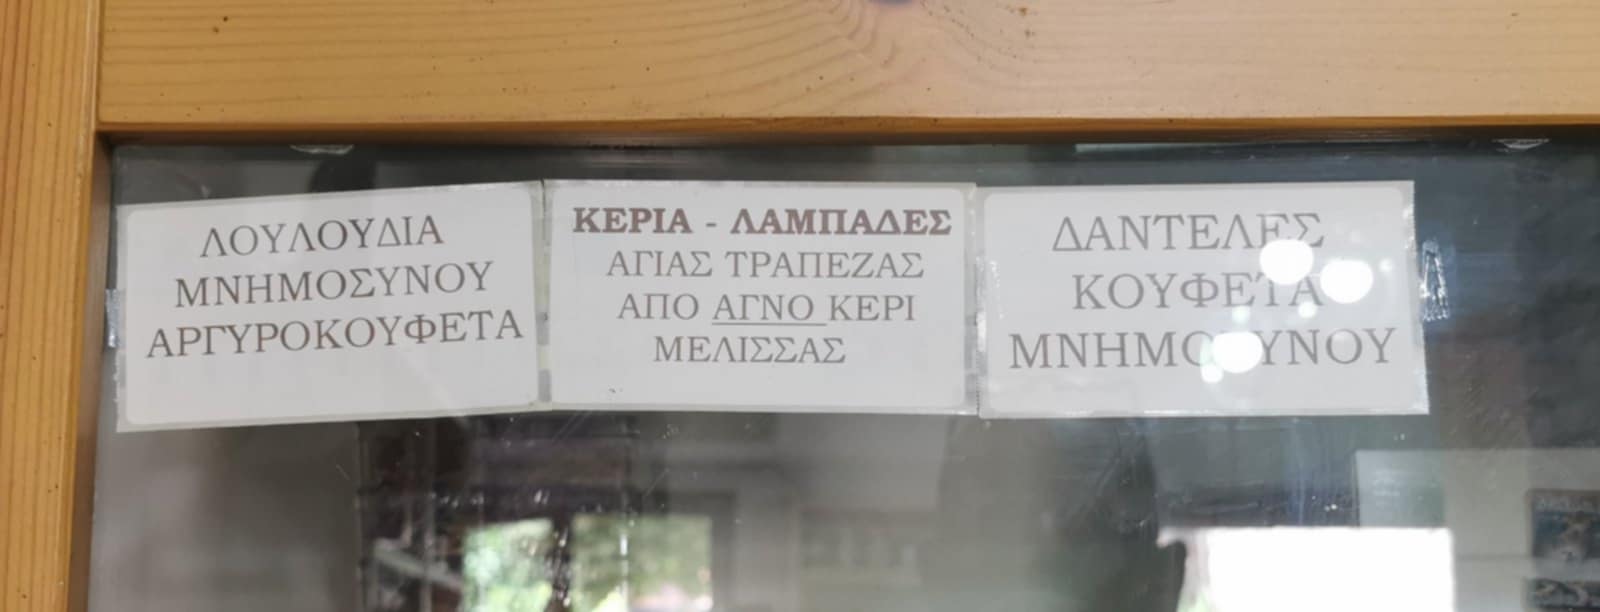 ΛΟΥΛΟΥΔΙΑ
ΜΝΗΜΟΣΥΝΟΥ
ΑΡΓΥΡΟΚΟΥΦΕΤΑ
ΚΕΡΙΑ - ΛΑΜΠΑΔΕΣ
ΑΓΙΑΣ ΤΡΑΠΕΖΑΣ
ΑΠΟ ΑΓΝΟ ΚΕΡΙ
ΜΕΛΙΣΣΑΣ
ΔΑΝΤΕΛΕΣ
ΚΟΥΦΕΤΑ
ΜΝΗΜΟΣΥΝΟΥ